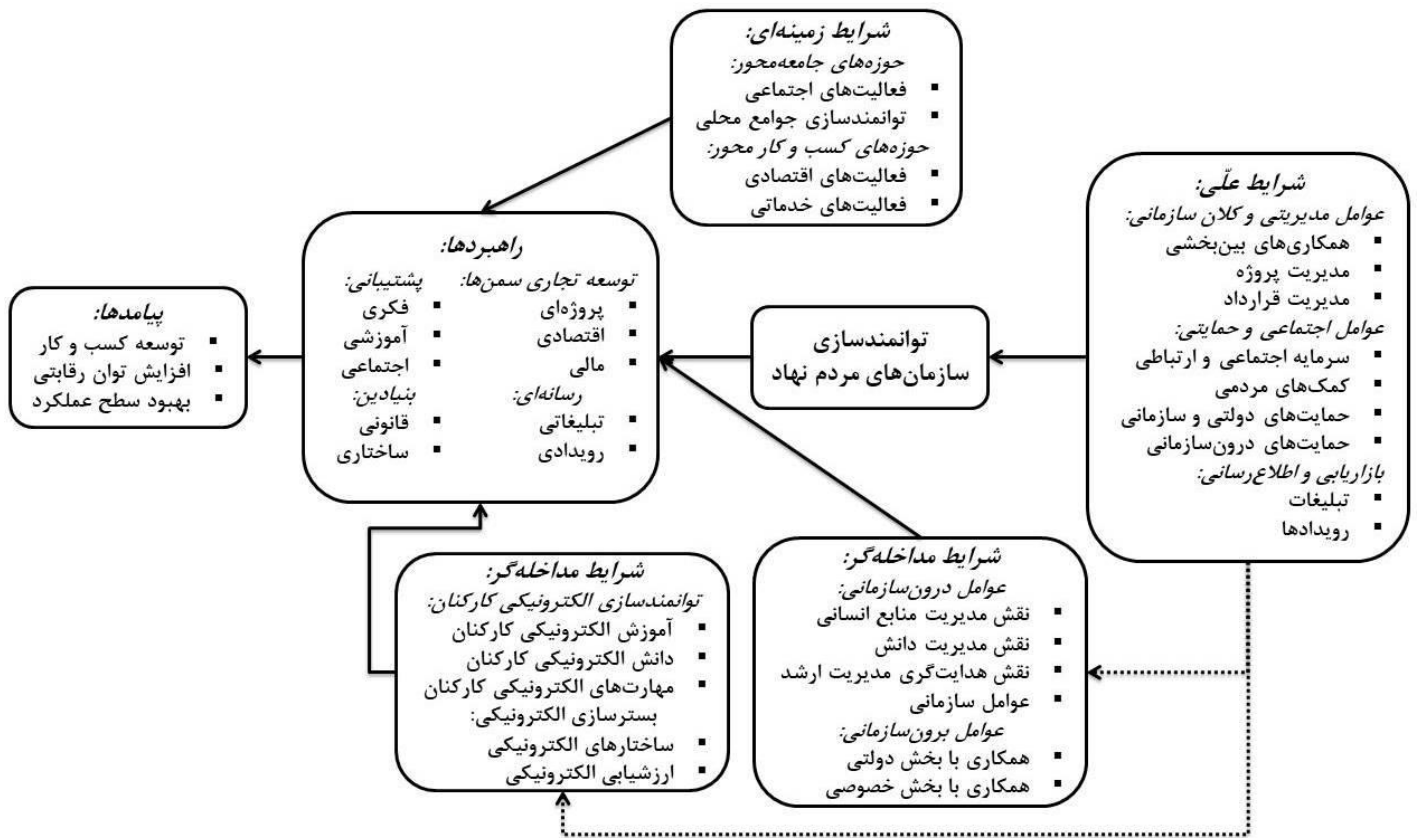 شرایط زمینه‌ای:
حوزه‌های جامعه‌محور:
▪ فعالیت‌های اجتماعی
▪ توانمندسازی جوامع محلی
حوزه‌های کسب و کار محور:
▪ فعالیت‌های اقتصادی
▪ فعالیت‌های خدماتی
شرایط علّی:
عوامل مدیریتی و کلان سازمانی:
▪ همکاری‌های بین‌بخشی
▪ مدیریت پروژه
▪ مدیریت قرارداد
عوامل اجتماعی و حمایتی:
▪ سرمایه اجتماعی و ارتباطی
▪ کمک‌های مردمی
▪ حمایت‌های دولتی و سازمانی
▪ حمایت‌های درون‌سازمانی
بازاریابی و اطلاع‌رسانی:
▪ تبلیغات
▪ رویدادها
توانمندسازی
سازمان‌های مردم نهاد
راهبردها:
توسعه تجاری سمن‌ها:
▪ پروژه‌ای
▪ اقتصادی
▪ مالی
رسانه‌ای:
▪ تبلیغاتی
▪ رویدادی
پشتیبانی:
▪ فکری
▪ آموزشی
▪ اجتماعی
بنیادین:
▪ قانونی
▪ ساختاری
پیامدها:
▪ توسعه کسب و کار
▪ افزایش توان رقابتی
▪ بهبود سطح عملکرد
شرایط مداخله‌گر:
عوامل درون‌سازمانی:
▪ نقش مدیریت منابع انسانی
▪ نقش مدیریت دانش
▪ نقش هدایت‌گری مدیریت ارشد
▪ عوامل سازمانی
عوامل برون‌سازمانی:
▪ همکاری با بخش دولتی
▪ همکاری با بخش خصوصی
شرایط مداخله‌گر:
توانمندسازی الکترونیکی کارکنان:
▪ آموزش الکترونیکی کارکنان
▪ دانش الکترونیکی کارکنان
▪ مهارت‌های الکترونیکی کارکنان
بسترسازی الکترونیکی:
▪ ساختارهای الکترونیکی
▪ ارزشیابی الکترونیکی